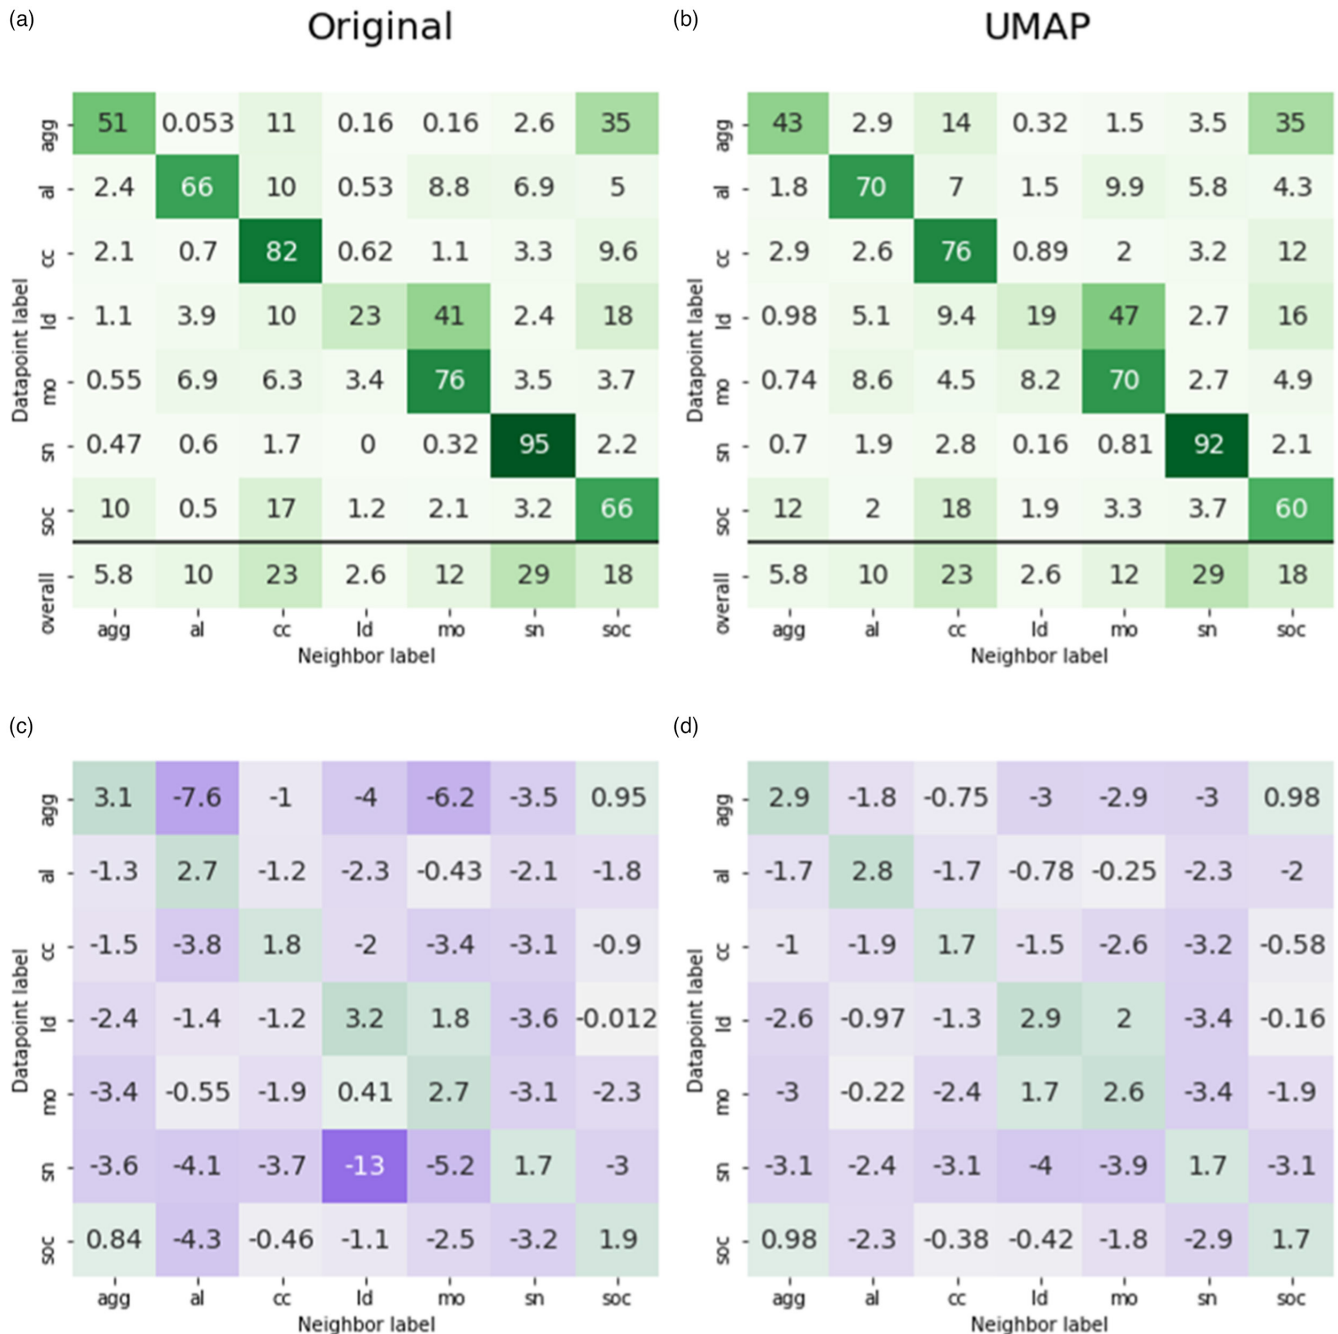 (a)
Original
agg 51 0.053 11 0.16 0.16 2.6 35
al 2.4 66 10 0.53 8.8 6.9 5
cc 2.1 0.7 82 0.62 1.1 3.3 9.6
ld 1.1 3.9 10 23 41 2.4 18
mo 0.55 6.9 6.3 3.4 76 3.5 3.7
sn 0.47 0.6 1.7 0 0.32 95 2.2
soc 10 0.5 17 1.2 2.1 3.2 66
overall 5.8 10 23 2.6 12 29 18
agg al cc ld mo sn soc
Neighbor label
Datapoint label
(b)
UMAP
agg 43 2.9 14 0.32 1.5 3.5 35
al 1.8 70 7 1.5 9.9 5.8 4.3
cc 2.9 2.6 76 0.89 2 3.2 12
ld 0.98 5.1 9.4 19 47 2.7 16
mo 0.74 8.6 4.5 8.2 70 2.7 4.9
sn 0.7 1.9 2.8 0.16 0.81 92 2.1
soc 12 2 18 1.9 3.3 3.7 60
overall 5.8 10 23 2.6 12 29 18
agg al cc ld mo sn soc
Neighbor label
Datapoint label
(c)
agg 3.1 -7.6 -1 -4 -6.2 -3.5 0.95
al -1.3 2.7 -1.2 -2.3 -0.43 -2.1 -1.8
cc -1.5 -3.8 1.8 -2 -3.4 -3.1 -0.9
ld -2.4 -1.4 -1.2 3.2 1.8 -3.6 -0.012
mo -3.4 -0.55 -1.9 0.41 2.7 -3.1 -2.3
sn -3.6 -4.1 -3.7 -13 -5.2 1.7 -3
soc 0.84 -4.3 -0.46 -1.1 -2.5 -3.2 1.9
agg al cc ld mo sn soc
Neighbor label
Datapoint label
(d)
agg 2.9 -1.8 -0.75 -3 -2.9 -3 0.98
al -1.7 2.8 -1.7 -0.78 -0.25 -2.3 -2
cc -1 -1.9 1.7 -1.5 -2.6 -3.2 -0.58
ld -2.6 -0.97 -1.3 2.9 2 -3.4 -0.16
mo -3 -0.22 -2.4 1.7 2.6 -3.4 -1.9
sn -3.1 -2.4 -3.1 -4 -3.9 1.7 -3.1
soc 0.98 -2.3 -0.38 -0.42 -1.8 -2.9 1.7
agg al cc ld mo sn soc
Neighbor label
Datapoint label